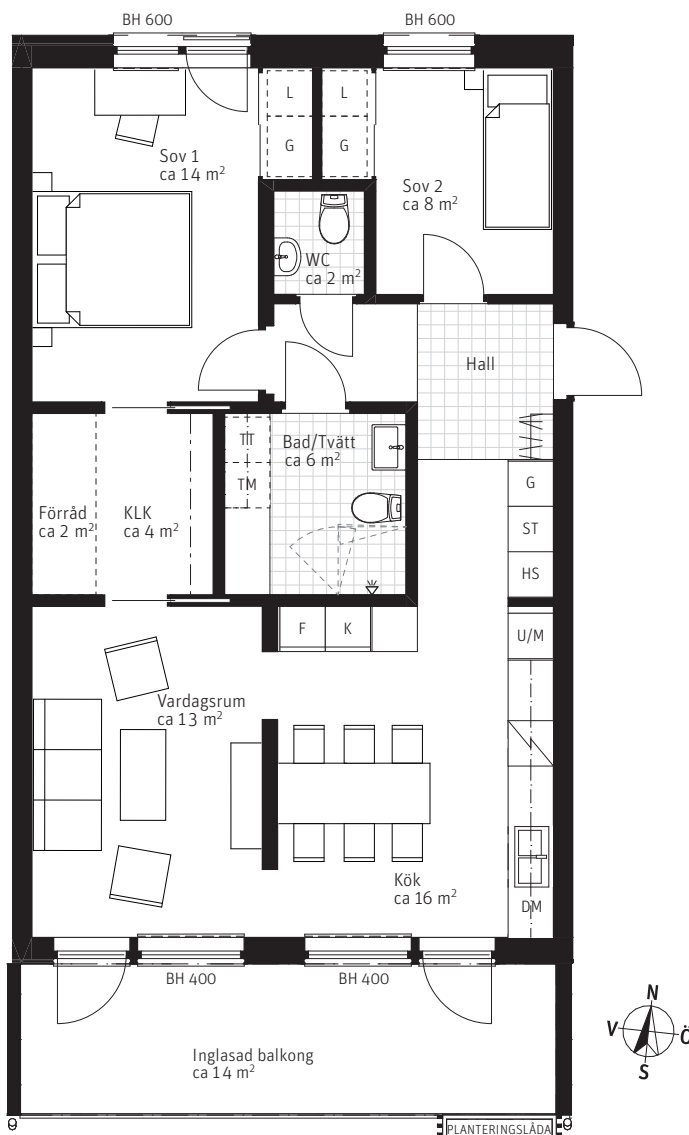 BH 600
BH 600
L
L
G
G
Sov 1
ca 14 m²
Sov 2
ca 8 m²
WC
ca 2 m²
Hall
TT
Bad/Tvätt
ca 6 m²
TM
G
Förråd
ca 2 m²
KLK
ca 4 m²
ST
HS
F
K
U/M
Vardagsrum
ca 13 m²
Kök
ca 16 m²
DM
BH 400
BH 400
N
V
Ö
S
Inglasad balkong
ca 14 m²
PLANTERINGSLÅDA